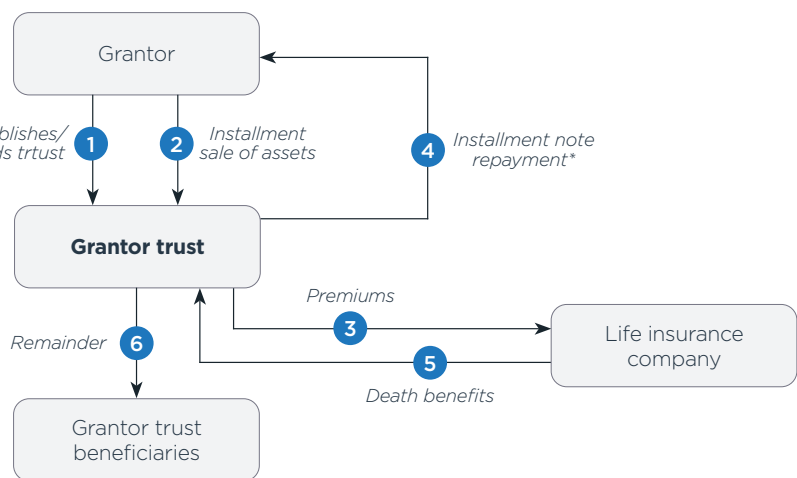 Grantor
blishes/
ds trtust
1
2
Installment
sale of assets
4
Installment note
repayment*
Grantor trust
Premiums
3
Life insurance
company
5
Death benefits
Remainder
6
Grantor trust
beneficiaries